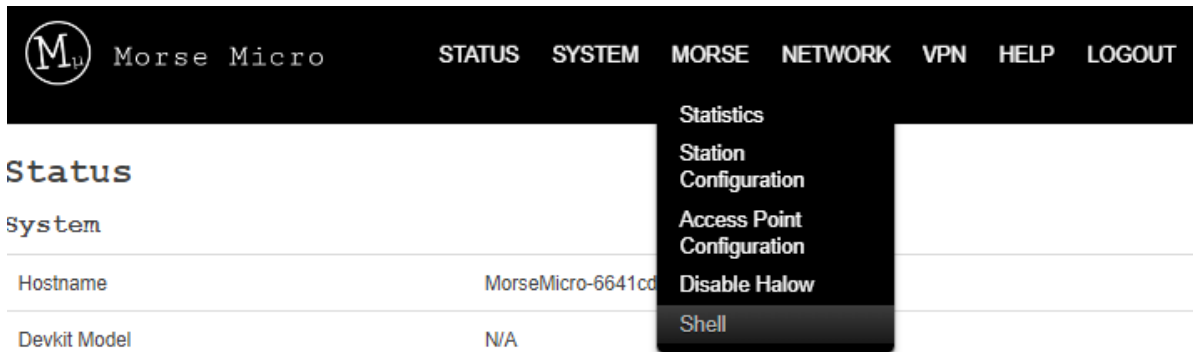 Mμ Morse Micro STATUS SYSTEM MORSE NETWORK VPN HELP LOGOUT
Statistics
Station
Configuration
Access Point
Configuration
Disable Halow
Shell
Status
System
Hostname MorseMicro-6641cd
Devkit Model N/A